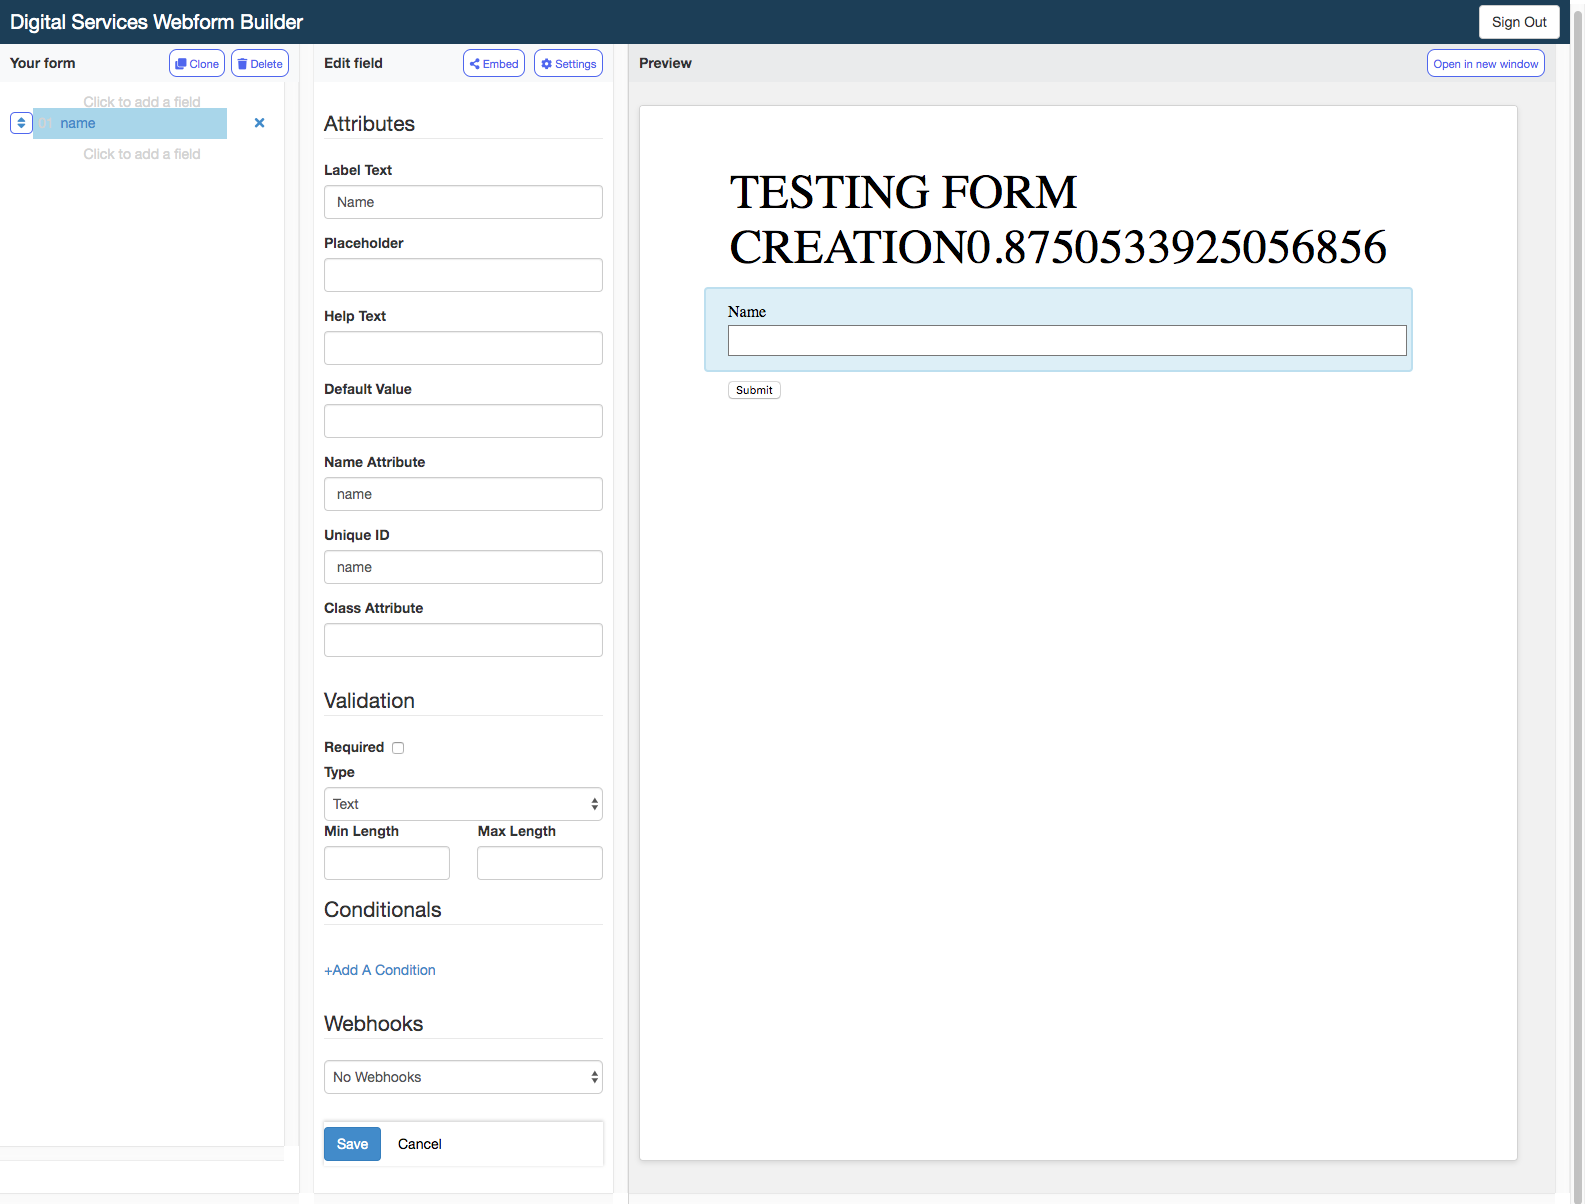 Digital Services Webform Builder
Sign Out
Your form
Clone
Delete
Click to add a field
01 name
Click to add a field
Edit field
Embed
Settings
Attributes
Label Text
Name
Placeholder
Help Text
Default Value
Name Attribute
name
Unique ID
name
Class Attribute
Validation
Required
Type
Text
Min Length Max Length
Conditionals
+Add A Condition
Webhooks
No Webhooks
Save Cancel
Preview
Open in new window
TESTING FORM
CREATION0.8750533925056856
Name
Submit